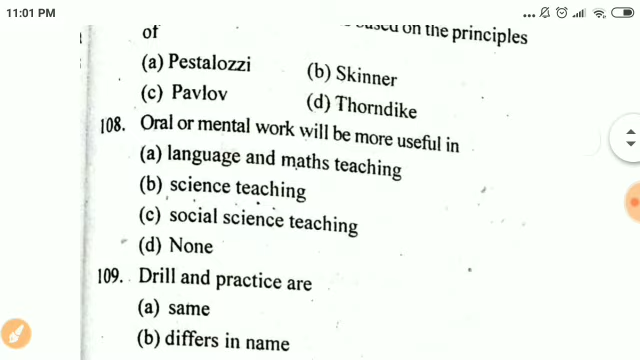 11:01 PM
of
on the principles
(a) Pestalozzi (b) Skinner
(c) Pavlov (d) Thorndike
108. Oral or mental work will be more useful in
(a) language and maths teaching
(b) science teaching
(c) social science teaching
(d) None
109. Drill and practice are
(a) same
(b) differs in name